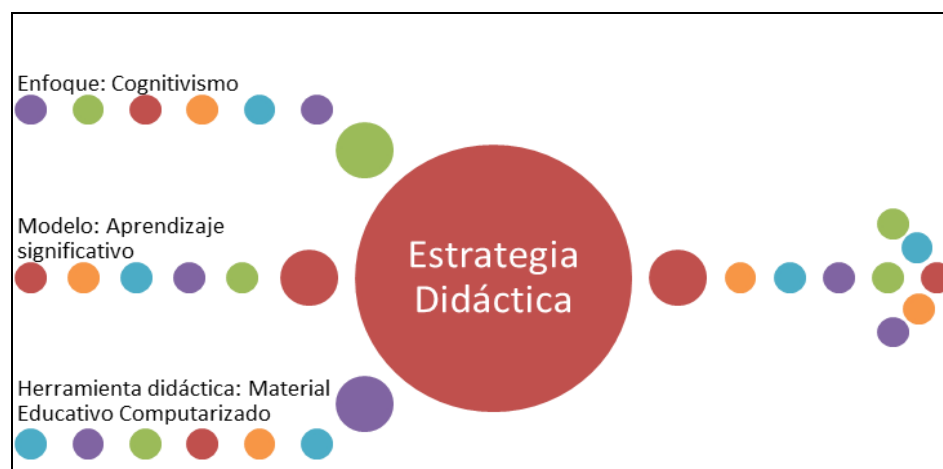 Enfoque: Cognitivismo
Modelo: Aprendizaje
significativo
Estrategia
Didáctica
Herramienta didáctica: Material
Educativo Computarizado